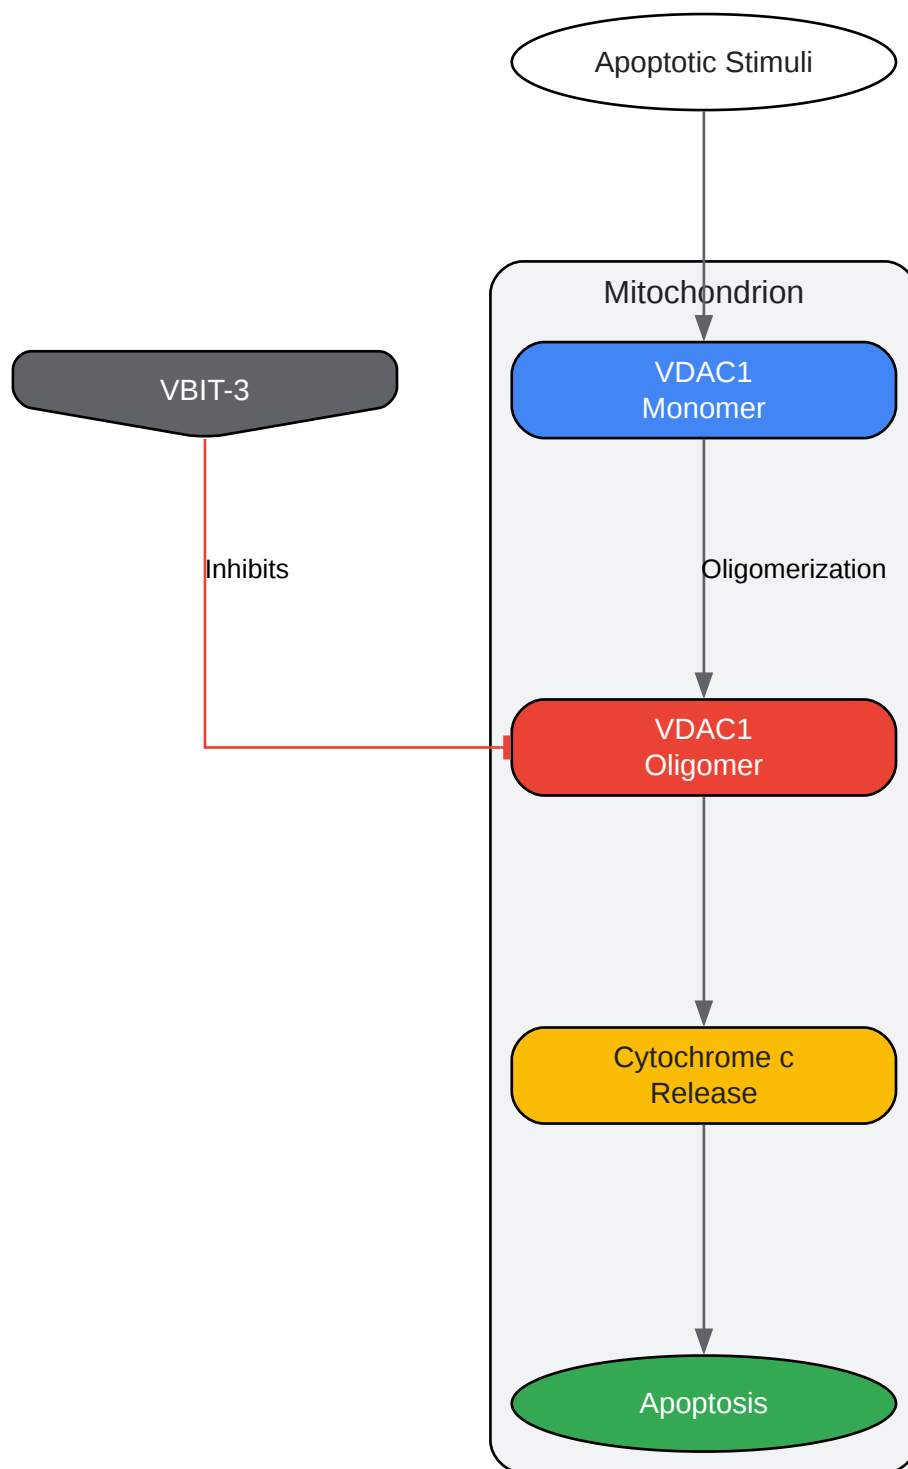 Apoptotic Stimuli
Mitochondrion
VDAC1
Monomer
VBIT-3
Inhibits
Oligomerization
VDAC1
Oligomer
Cytochrome c
Release
Apoptosis